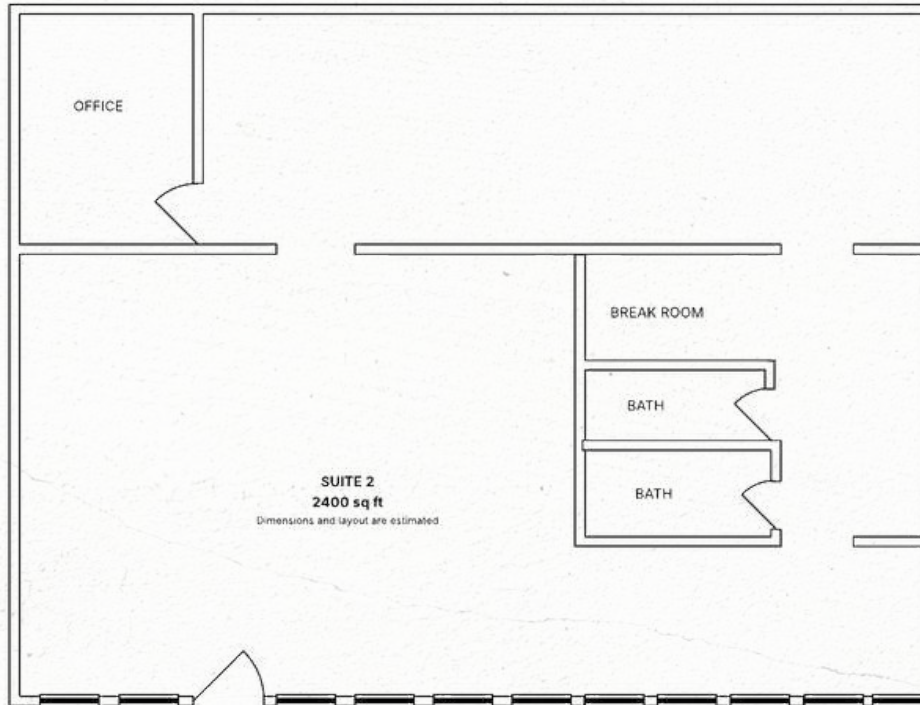 OFFICE
BREAK ROOM
BATH
BATH
SUITE 2
2400 sq ft
Dimensions and layout are estimated